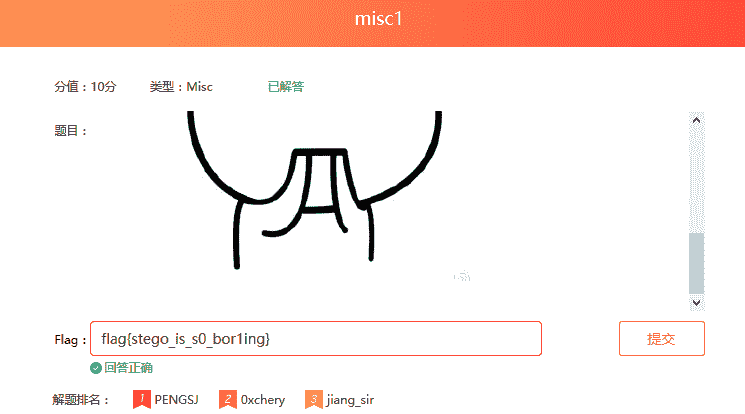 misc1
分值：10分 类型：Misc 已解答
题目：
Flag： flag{stego_is_s0_bor1ing} 提交
回答正确
解题排名： 1 PENGSJ 2 0xchery 3 jiang_sir